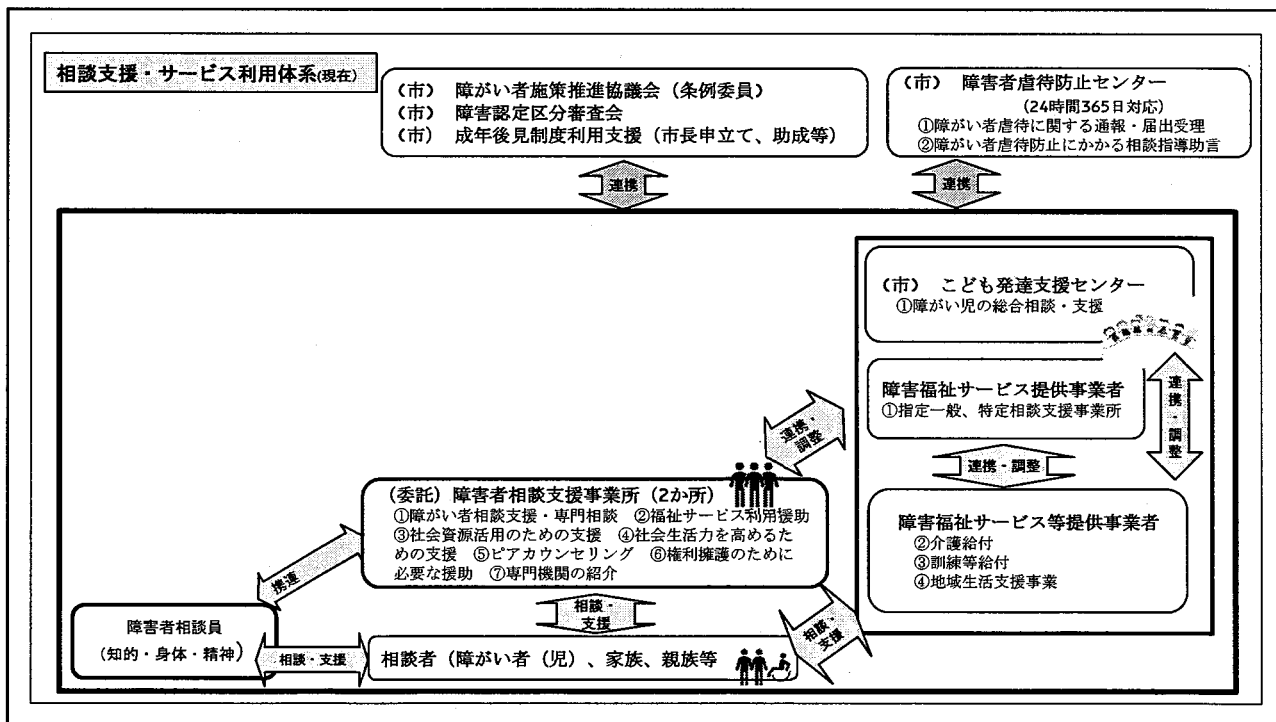 相談支援・サービス利用体系(現在)
(市) 障がい者施策推進協議会（条例委員）
(市) 障害認定区分審査会
(市) 成年後見制度利用支援（市長申立て、助成等）
(市) 障害者虐待防止センター
(24時間365日対応)
①障がい者虐待に関する通報・届出受理
②障がい者虐待防止にかかる相談指導助言
連携
連携
(市) こども発達支援センター
①障がい児の総合相談・支援
障害福祉サービス提供事業者
①指定一般、特定相談支援事業所
連携・調整
連携・調整
連携・調整
障害福祉サービス等提供事業者
②介護給付
③訓練等給付
④地域生活支援事業
(委託) 障害者相談支援事業所（2か所）
①障がい者相談支援・専門相談 ②福祉サービス利用援助
③社会資源活用のための支援 ④社会生活力を高めるた
めの支援 ⑤ピアカウンセリング ⑥権利擁護のために
必要な援助 ⑦専門機関の紹介
携連
相談・
支援
相談・
支援
障害者相談員
(知的・身体・精神)
相談・支援
相談者（障がい者（児）、家族、親族等